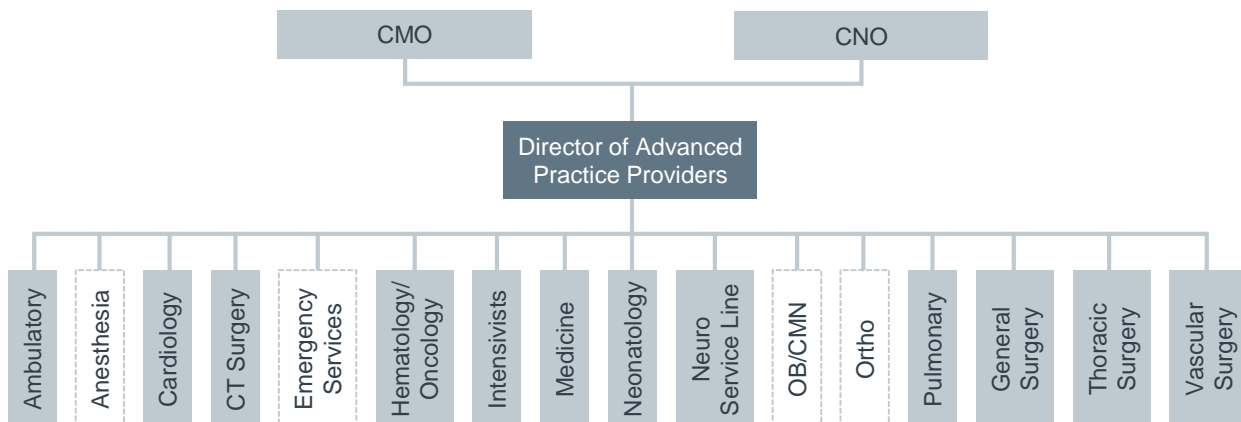 CMO
CNO
Director of Advanced
Practice Providers
Ambulatory
Anesthesia
Cardiology
CT Surgery
Emergency
Services
Hematology/
Oncology
Intensivists
Medicine
Neonatology
Neuro
Service Line
OB/CMN
Ortho
Pulmonary
General
Surgery
Thoracic
Surgery
Vascular
Surgery